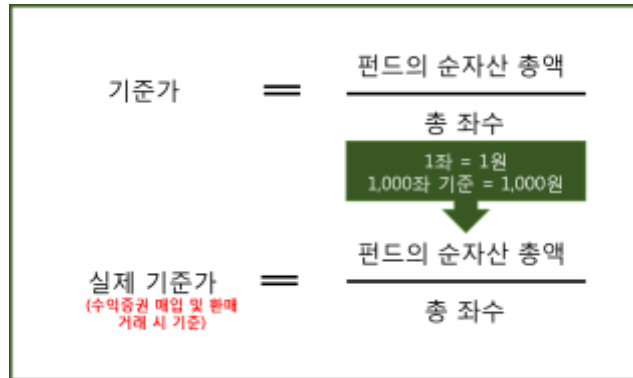 펀드의 순자산 총액
기준가 =
총 좌수
1좌 = 1원
1,000좌 기준 = 1,000원
펀드의 순자산 총액
실제 기준가 =
(수익증권 매입 및 환매
거래 시 기준)
총 좌수